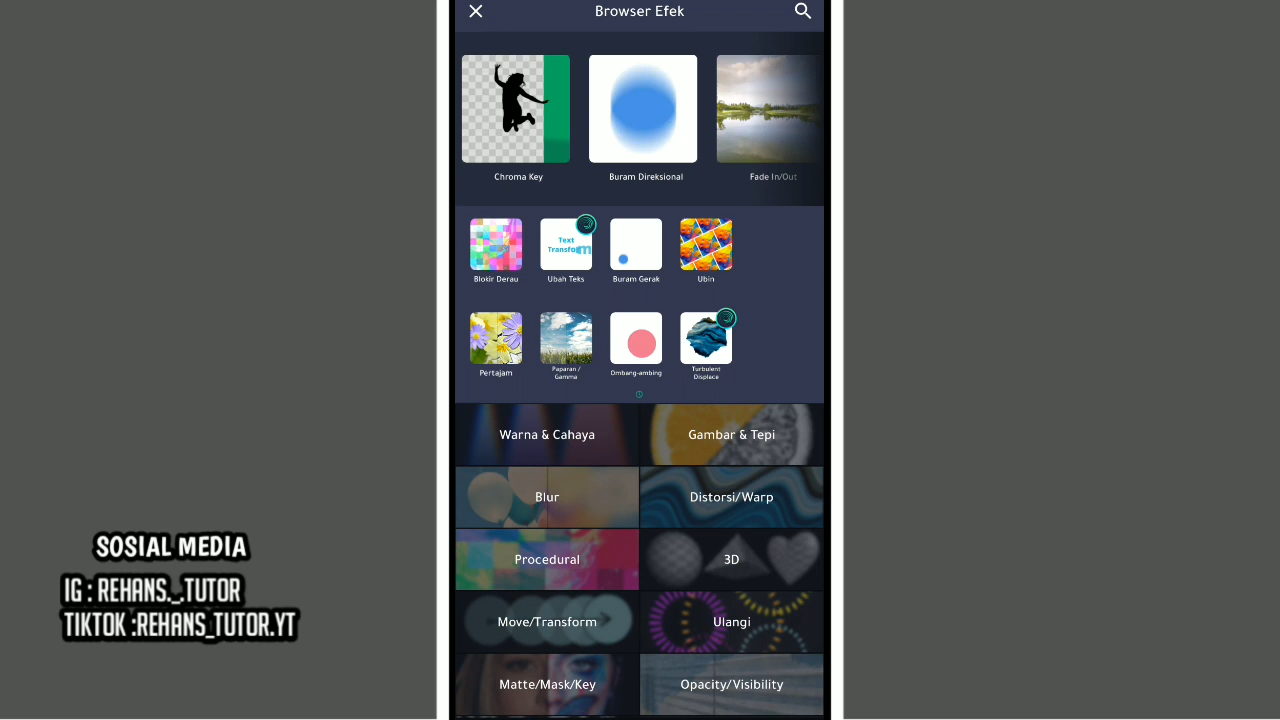 Browser Efek
Chroma Key
Buram Direksional
Fade In/Out
Text
Transform
Blokir Derau
Ubah Teks
Buram Gerak
Ubin
Pertajam
Paparan /
Gamma
Ombang-ambing
Turbulent
Displace
Warna & Cahaya
Gambar & Tepi
Blur
Distorsi/Warp
Procedural
3D
Move/Transform
Ulangi
Matte/Mask/Key
Opacity/Visibility
SOSIAL MEDIA
IG : REHANS._.TUTOR
TIKTOK :REHANS_TUTOR.YT